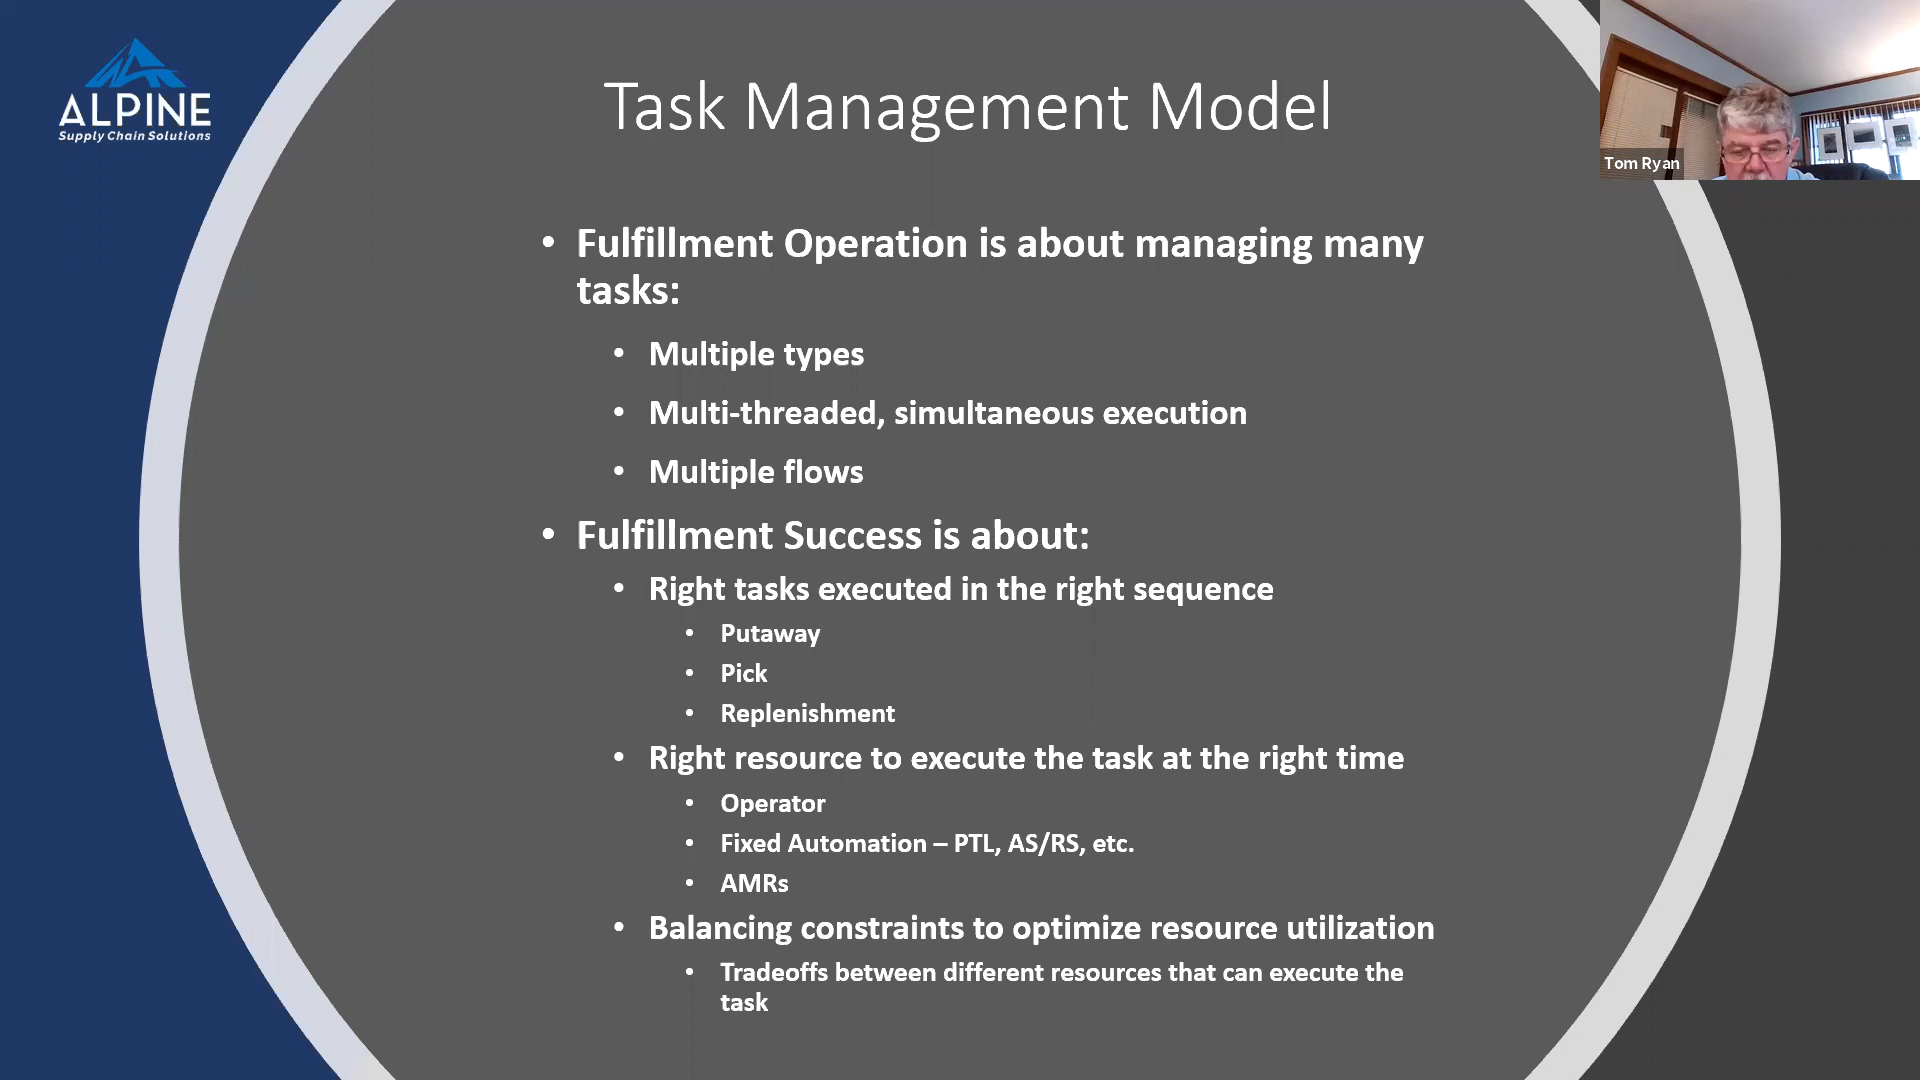 ALPINE
Supply Chain Solutions
Task Management Model
Tom Ryan
• Fulfillment Operation is about managing many
tasks:
• Multiple types
• Multi-threaded, simultaneous execution
• Multiple flows
• Fulfillment Success is about:
• Right tasks executed in the right sequence
• Putaway
• Pick
• Replenishment
• Right resource to execute the task at the right time
• Operator
• Fixed Automation – PTL, AS/RS, etc.
• AMRs
• Balancing constraints to optimize resource utilization
• Tradeoffs between different resources that can execute the
task